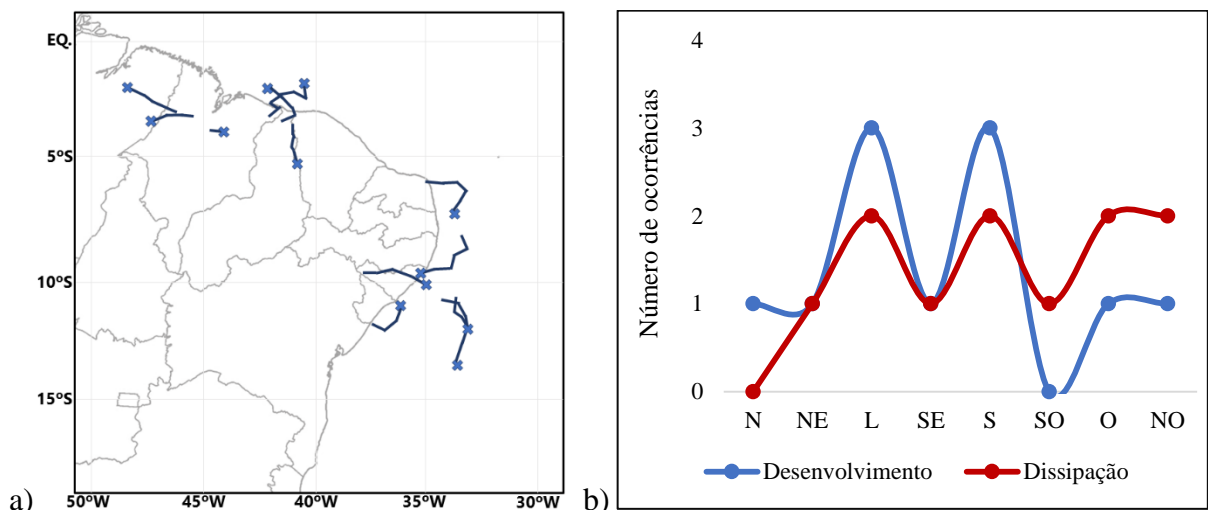 EQ.
5ºS
10ºS
15ºS
50ºW 45ºW 40ºW 35ºW 30ºW
a)
Número de ocorrências
4
3
2
1
0
N NE L SE S SO O NO
Desenvolvimento Dissipação
b)